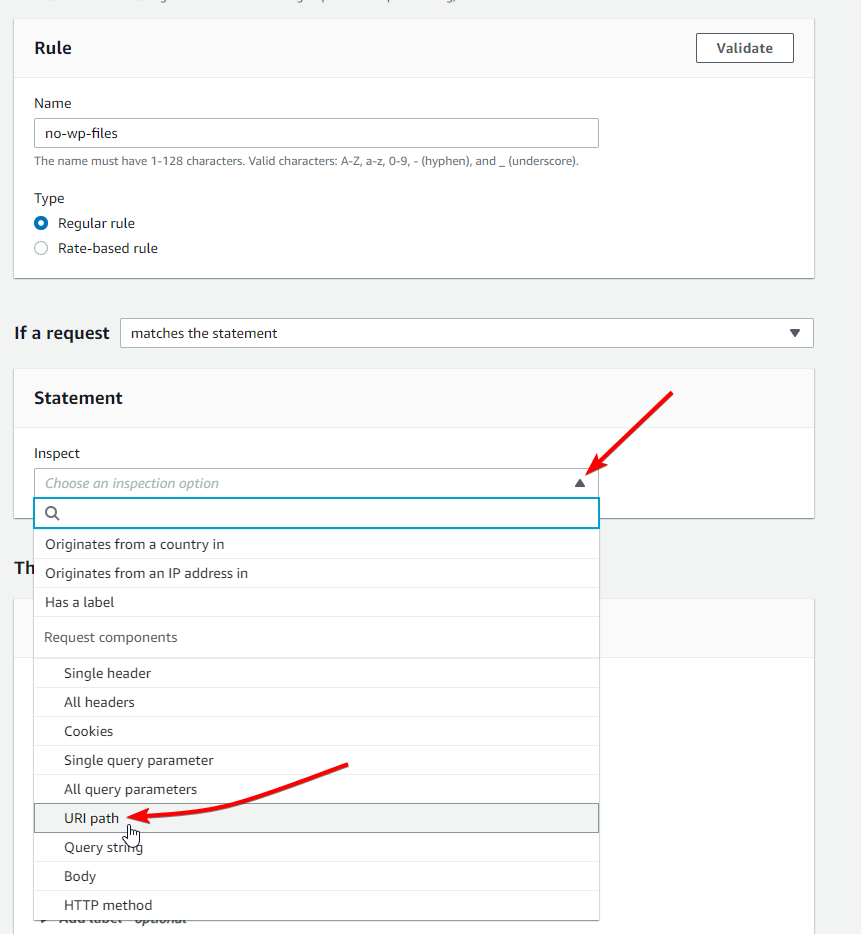 Rule
Validate
Name
no-wp-files
The name must have 1-128 characters. Valid characters: A-Z, a-z, 0-9, - (hyphen), and _ (underscore).
Type
Regular rule
Rate-based rule
If a request
matches the statement
Statement
Inspect
Choose an inspection option
Th
Originates from a country in
Originates from an IP address in
Has a label
Request components
Single header
All headers
Cookies
Single query parameter
All query parameters
URI path
Query string
Body
HTTP method
Add label - optional